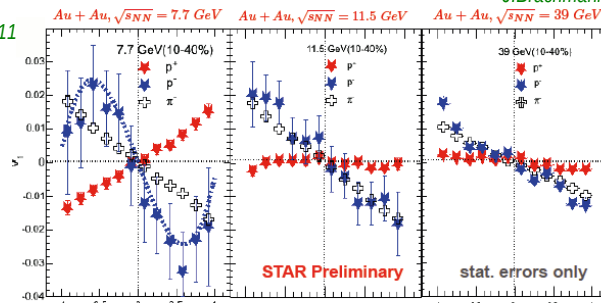 Au + Au, √sNN = 7.7 GeV
Au + Au, √sNN = 11.5 GeV
Au + Au, √sNN = 39 GeV
11
7.7 GeV(10-40%)
p+
p-
π-
11.5 GeV(10-40%)
p-
π-
39 GeV(10-40%)
p+
p-
π-
0.03
0.02
0.01
0
-0.01
-0.02
-0.03
-0.04
STAR Preliminary
stat. errors only